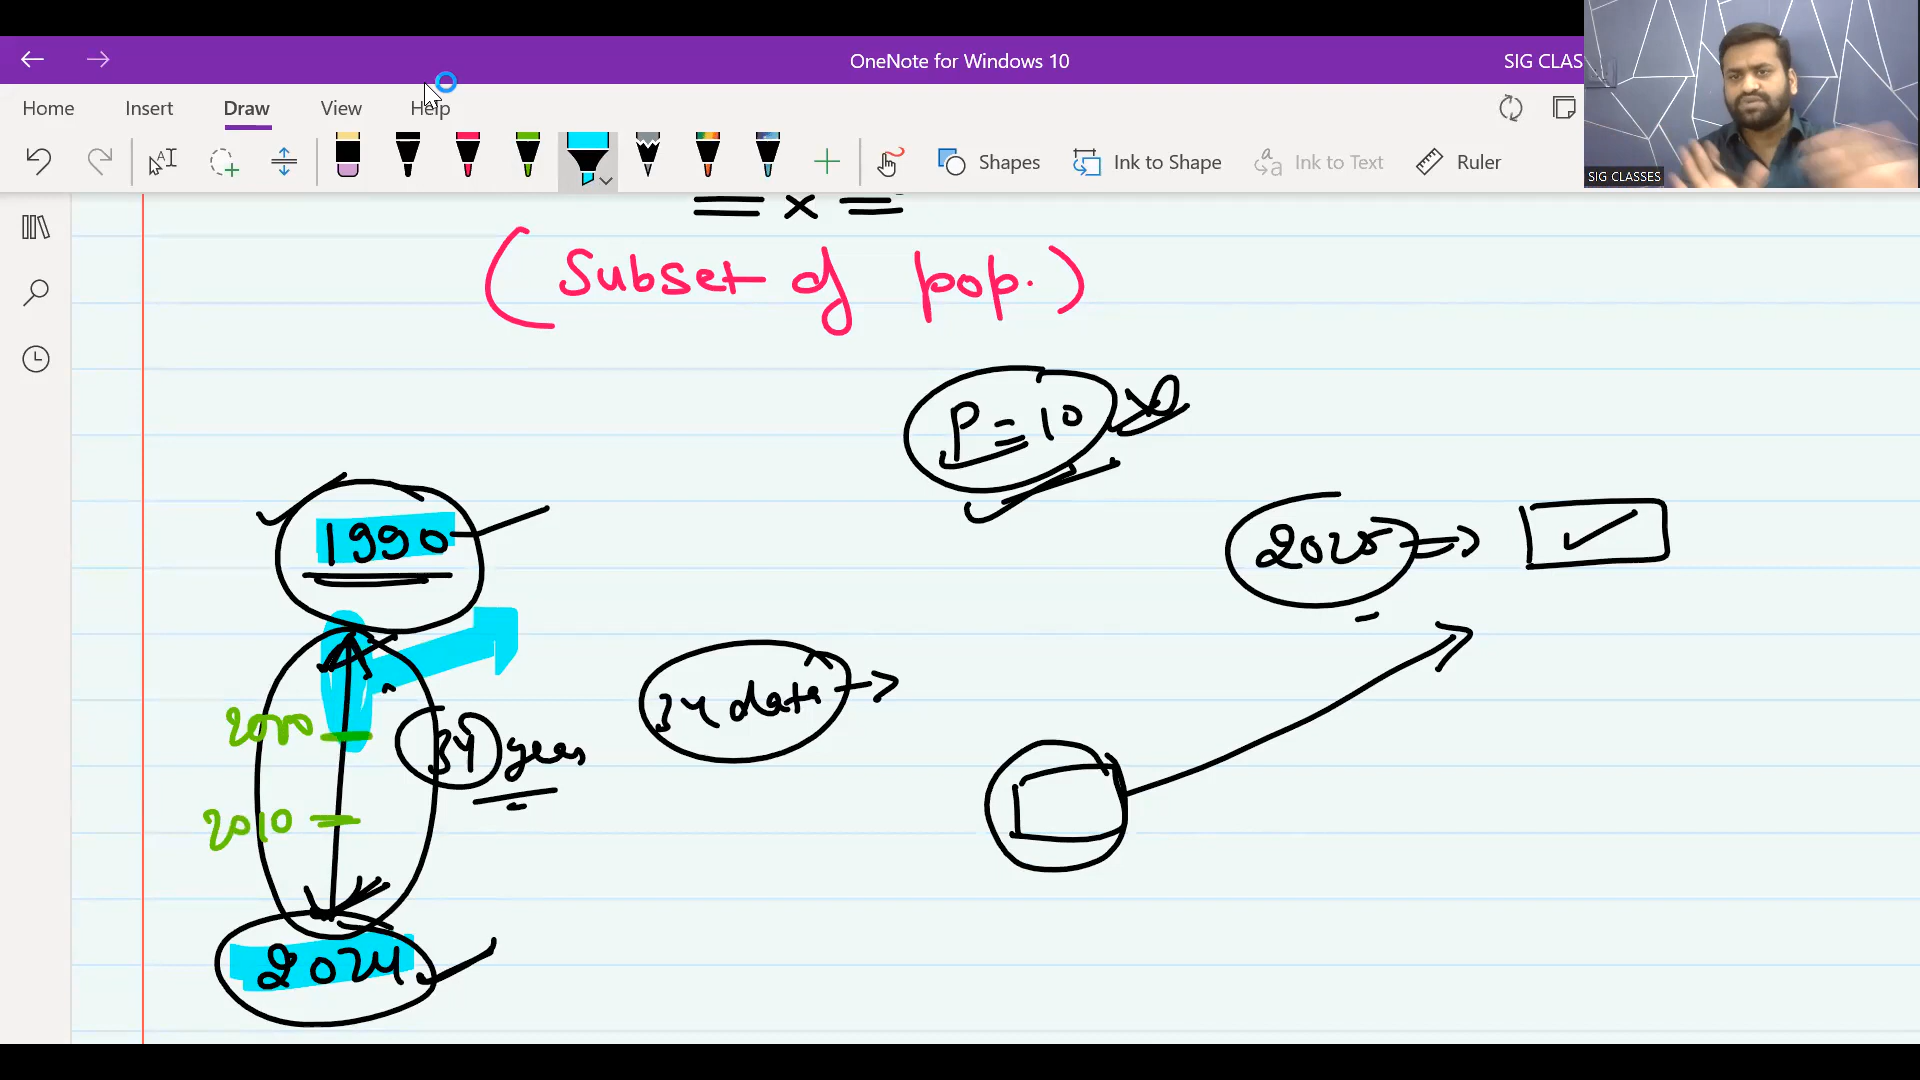 OneNote for Windows 10
SIG CLAS
Home Insert Draw View Help
Shapes Ink to Shape Ink to Text Ruler
SIG CLASSES
= x =
(Subset of pop.)
P = 10
1990
2025
2000
34 years
34 data
2010
2024